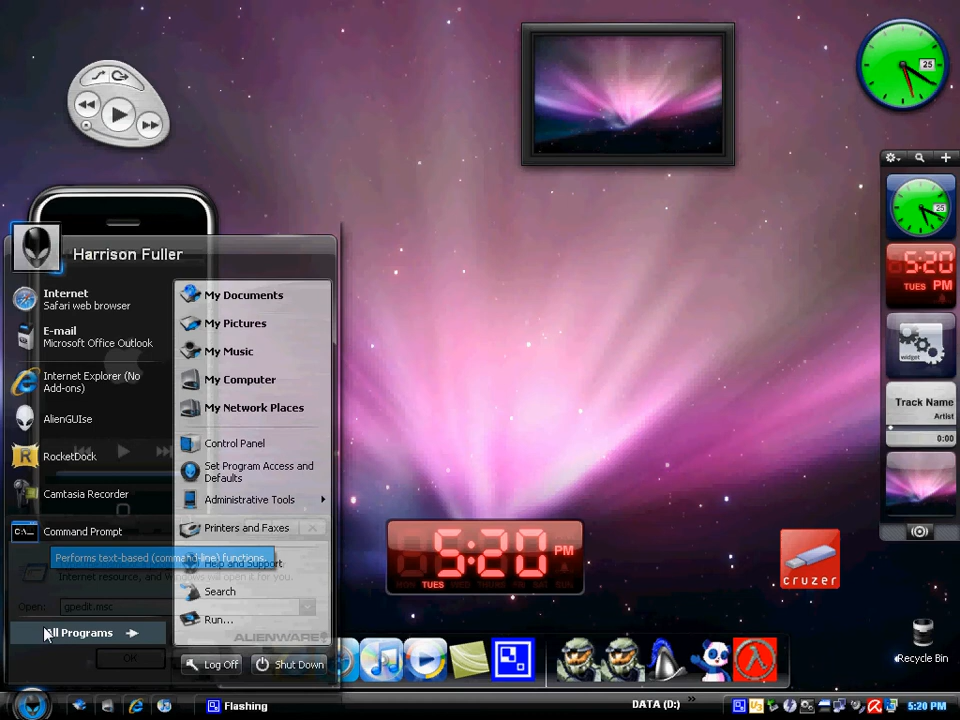 25
Harrison Fuller
Internet
Safari web browser
E-mail
Microsoft Office Outlook
Internet Explorer (No
Add-ons)
AlienGUIse
RocketDock
Camtasia Recorder
Command Prompt
Performs text-based (command-line) functions.
Internet resource, and Windows will open it for you.
Open:
gpedit.msc
All Programs
OK
My Documents
My Pictures
My Music
My Computer
My Network Places
Control Panel
Set Program Access and
Defaults
Administrative Tools
Printers and Faxes
Help and Support
Search
Run...
ALIENWARE
Log Off
Shut Down
5:20
PM
TUES
cruzer
25
5:20
TUES PM
widget
Track Name
Artist
0:00
Recycle Bin
Flashing
DATA (D:)
»
5:20 PM